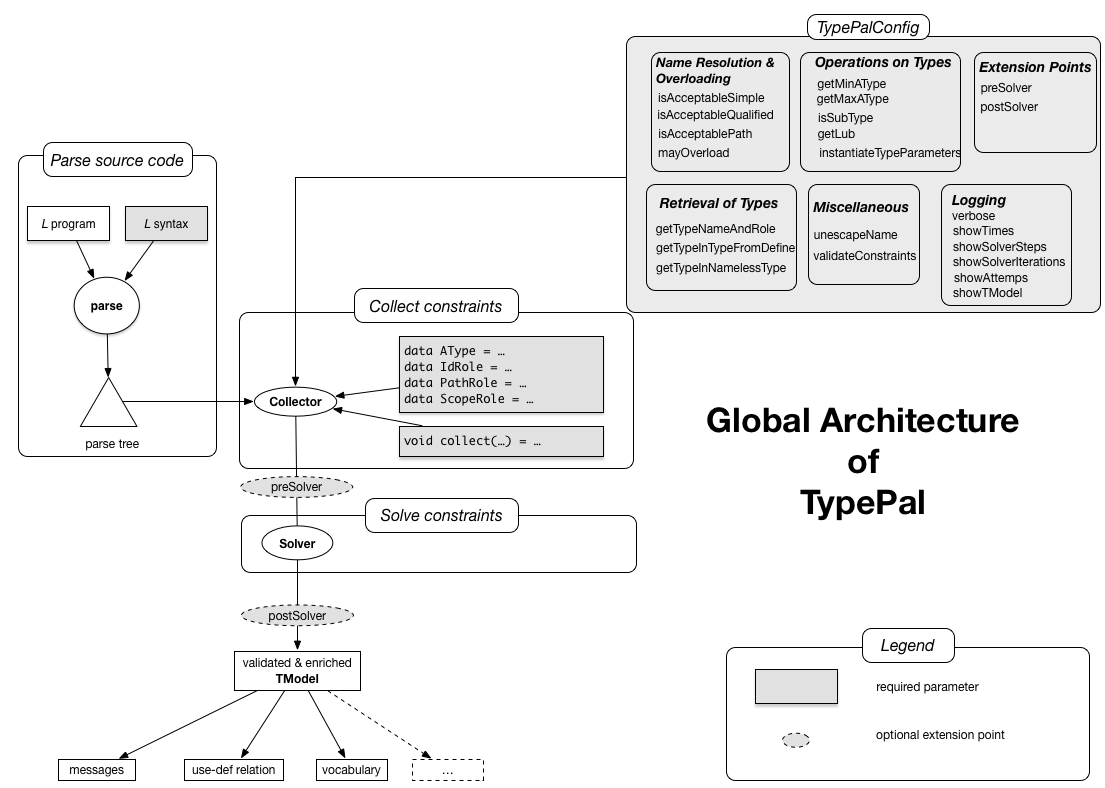 TypePalConfig
Name Resolution &
Overloading
isAcceptableSimple
isAcceptableQualified
isAcceptablePath
mayOverload
Operations on Types
getMinAType
getMaxAType
isSubType
getLub
instantiateTypeParameters
Extension Points
preSolver
postSolver
Retrieval of Types
getTypeNameAndRole
getTypeInTypeFromDefine
getTypeInNamelessType
Miscellaneous
unescapeName
validateConstraints
Logging
verbose
showTimes
showSolverSteps
showSolverIterations
showAttemps
showTModel
Parse source code
L program
L syntax
parse
parse tree
Collect constraints
data AType = …
data IdRole = …
data PathRole = …
data ScopeRole = …
Collector
void collect(…) = …
preSolver
Solve constraints
Solver
postSolver
validated & enriched
TModel
messages
use-def relation
vocabulary
…
Global Architecture
of
TypePal
Legend
required parameter
optional extension point